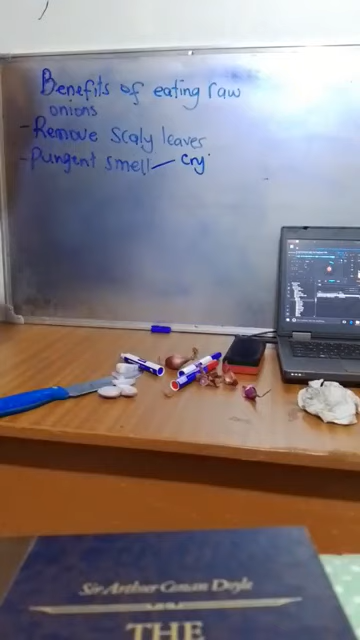 Benefits of eating raw
onions
- Remove Scaly leaves
- Pungent smell — cry
Sir Arthur Conan Doyle
THE